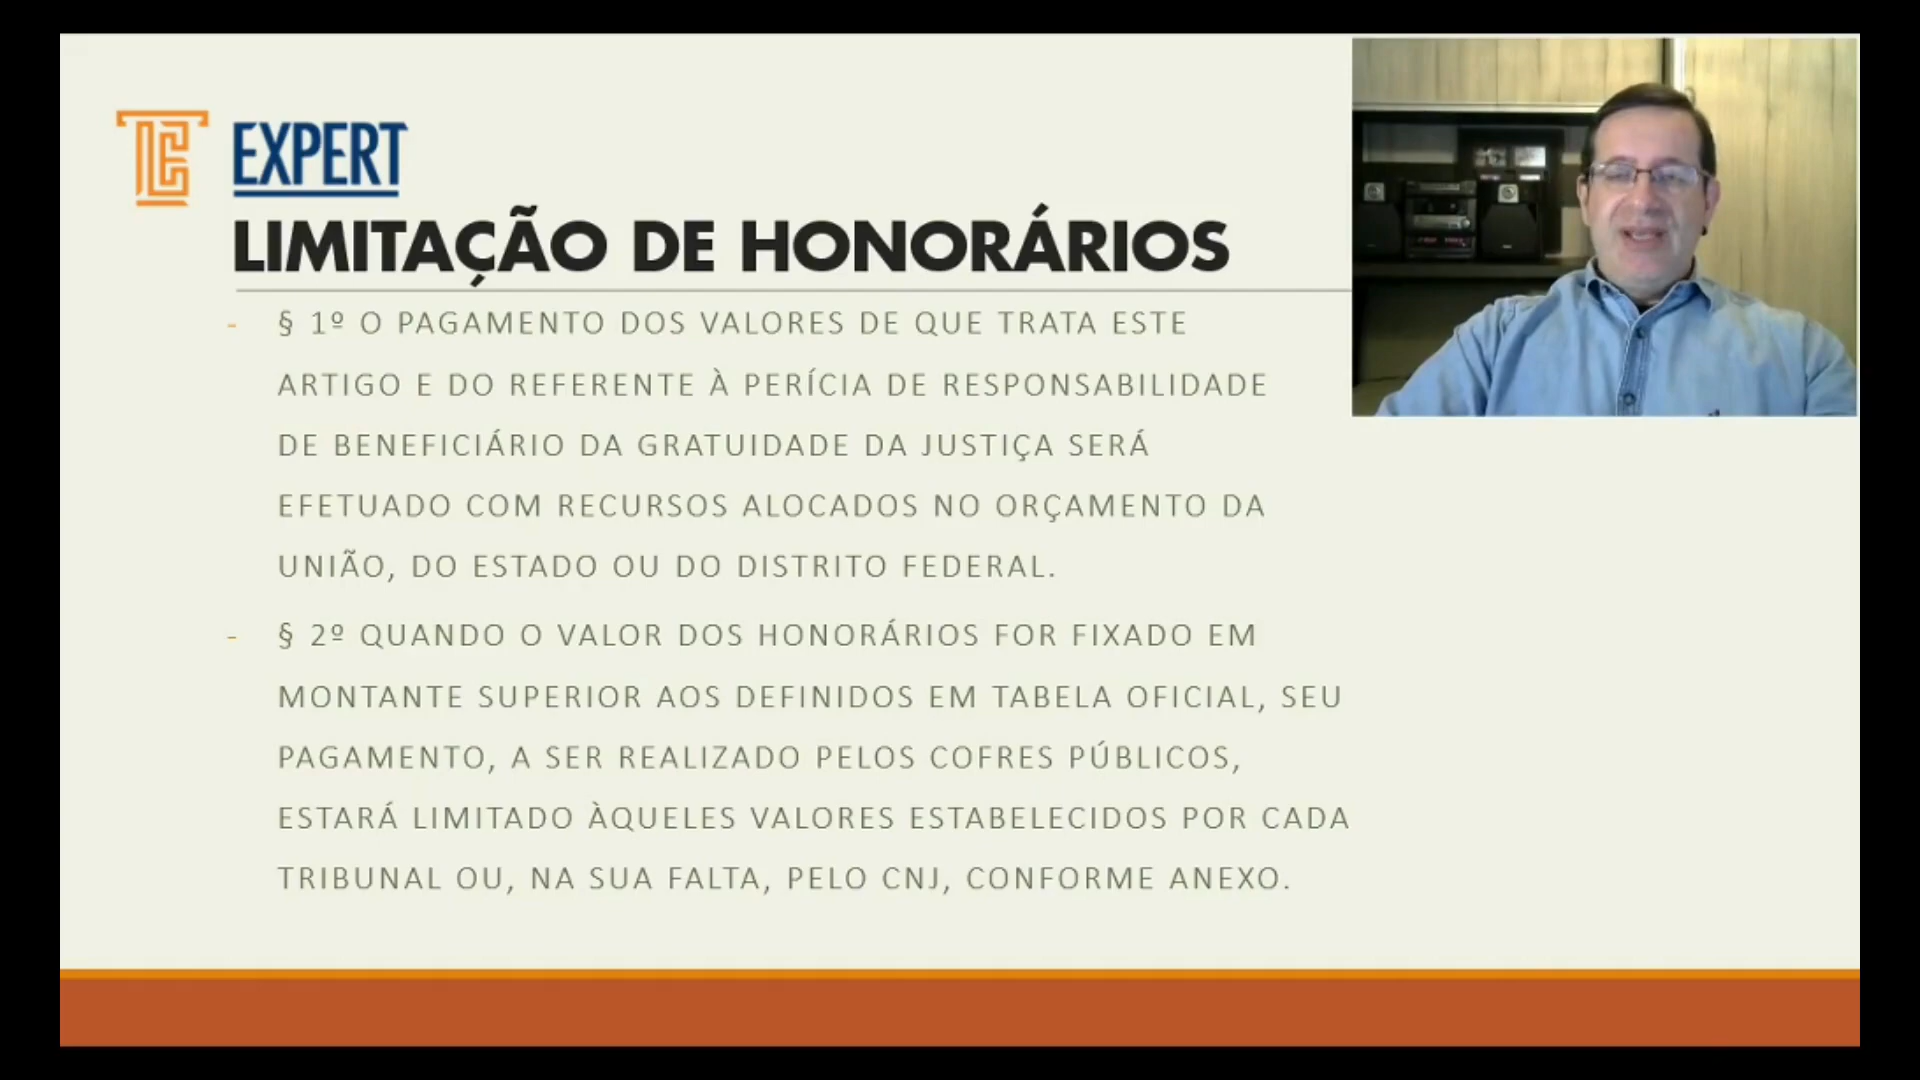 EXPERT
LIMITAÇÃO DE HONORÁRIOS
- § 1º O PAGAMENTO DOS VALORES DE QUE TRATA ESTE
ARTIGO E DO REFERENTE À PERÍCIA DE RESPONSABILIDADE
DE BENEFICIÁRIO DA GRATUIDADE DA JUSTIÇA SERÁ
EFETUADO COM RECURSOS ALOCADOS NO ORÇAMENTO DA
UNIÃO, DO ESTADO OU DO DISTRITO FEDERAL.
- § 2º QUANDO O VALOR DOS HONORÁRIOS FOR FIXADO EM
MONTANTE SUPERIOR AOS DEFINIDOS EM TABELA OFICIAL, SEU
PAGAMENTO, A SER REALIZADO PELOS COFRES PÚBLICOS,
ESTARÁ LIMITADO ÀQUELES VALORES ESTABELECIDOS POR CADA
TRIBUNAL OU, NA SUA FALTA, PELO CNJ, CONFORME ANEXO.